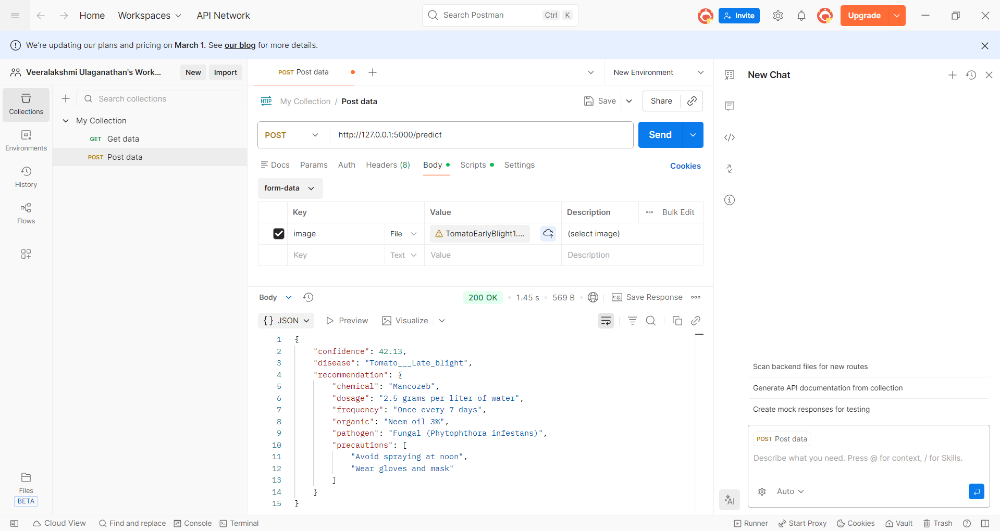 Home
Workspaces
API Network
Search Postman
Ctrl K
Invite
Upgrade
We're updating our plans and pricing on March 1. See our blog for more details.
Veeralakshmi Ulaganathan's Work...
New
Import
POST Post data
New Environment
New Chat
Collections
Environments
History
Flows
Files
BETA
Search collections
My Collection
GET Get data
POST Post data
HTTP My Collection / Post data
Save
Share
POST
http://127.0.0.1:5000/predict
Send
Docs Params Auth Headers (8) Body Scripts Settings
Cookies
form-data
Key Value Description Bulk Edit
image File TomatoEarlyBlight1.... (select image)
Key Text Value Description
Body 200 OK 1.45 s 569 B e.g. Save Response
{} JSON Preview Visualize
1 {
2 "confidence": 42.13,
3 "disease": "Tomato___Late_blight",
4 "recommendation": {
5 "chemical": "Mancozeb",
6 "dosage": "2.5 grams per liter of water",
7 "frequency": "Once every 7 days",
8 "organic": "Neem oil 3%",
9 "pathogen": "Fungal (Phytophthora infestans)",
10 "precautions": [
11 "Avoid spraying at noon",
12 "Wear gloves and mask"
13 ]
14 }
15 }
Scan backend files for new routes
Generate API documentation from collection
Create mock responses for testing
POST Post data
Describe what you need. Press @ for context, / for Skills.
Auto
AI
Cloud View Find and replace Console Terminal
Runner Start Proxy Cookies Vault Trash